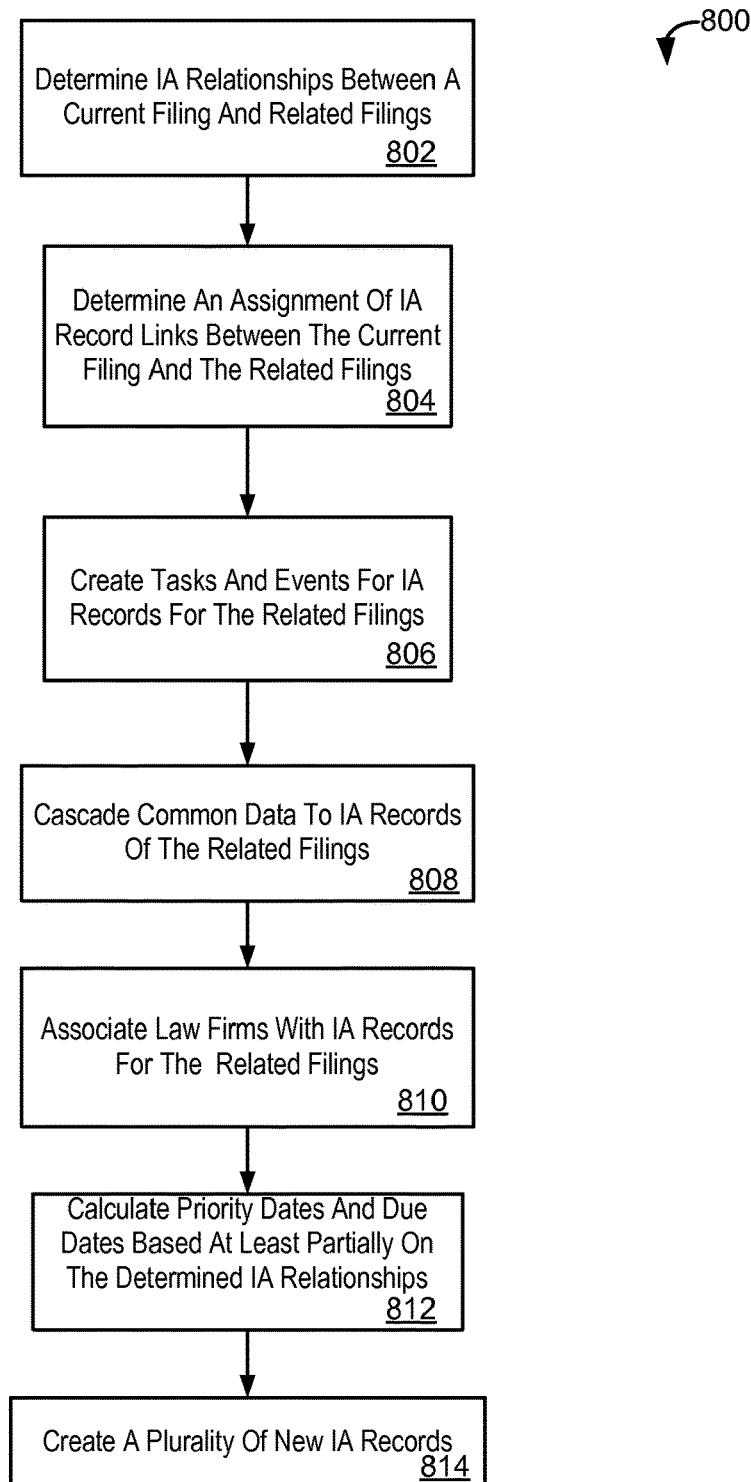 800
Determine IA Relationships Between A
Current Filing And Related Filings
802
Determine An Assignment Of IA
Record Links Between The Current
Filing And The Related Filings
804
Create Tasks And Events For IA
Records For The Related Filings
806
Cascade Common Data To IA Records
Of The Related Filings
808
Associate Law Firms With IA Records
For The Related Filings
810
Calculate Priority Dates And Due
Dates Based At Least Partially On
The Determined IA Relationships
812
Create A Plurality Of New IA Records
814